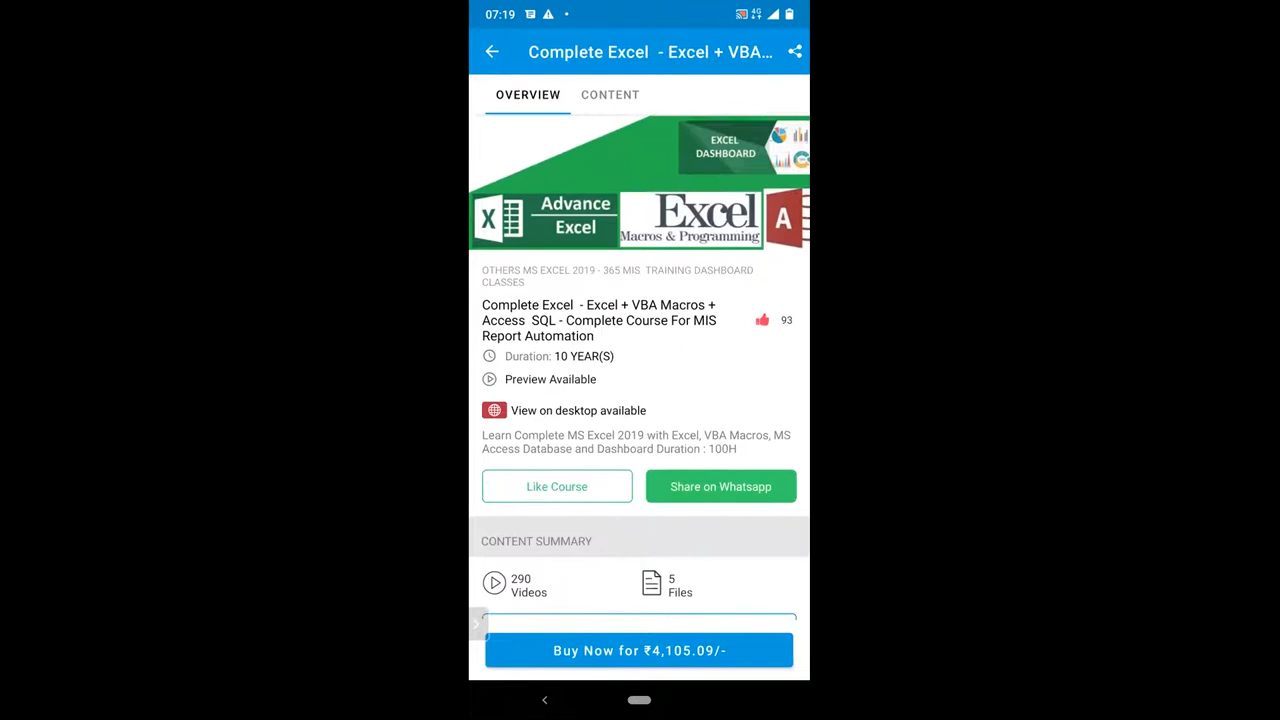 07:19
4G
Complete Excel - Excel + VBA...
OVERVIEW CONTENT
EXCEL
DASHBOARD
X
Advance
Excel
Excel
Macros & Programming
A
OTHERS MS EXCEL 2019 - 365 MIS TRAINING DASHBOARD
CLASSES
Complete Excel - Excel + VBA Macros +
Access SQL - Complete Course For MIS
Report Automation
93
Duration: 10 YEAR(S)
Preview Available
View on desktop available
Learn Complete MS Excel 2019 with Excel, VBA Macros, MS
Access Database and Dashboard Duration : 100H
Like Course
Share on Whatsapp
CONTENT SUMMARY
290
Videos
5
Files
Buy Now for ₹4,105.09/-